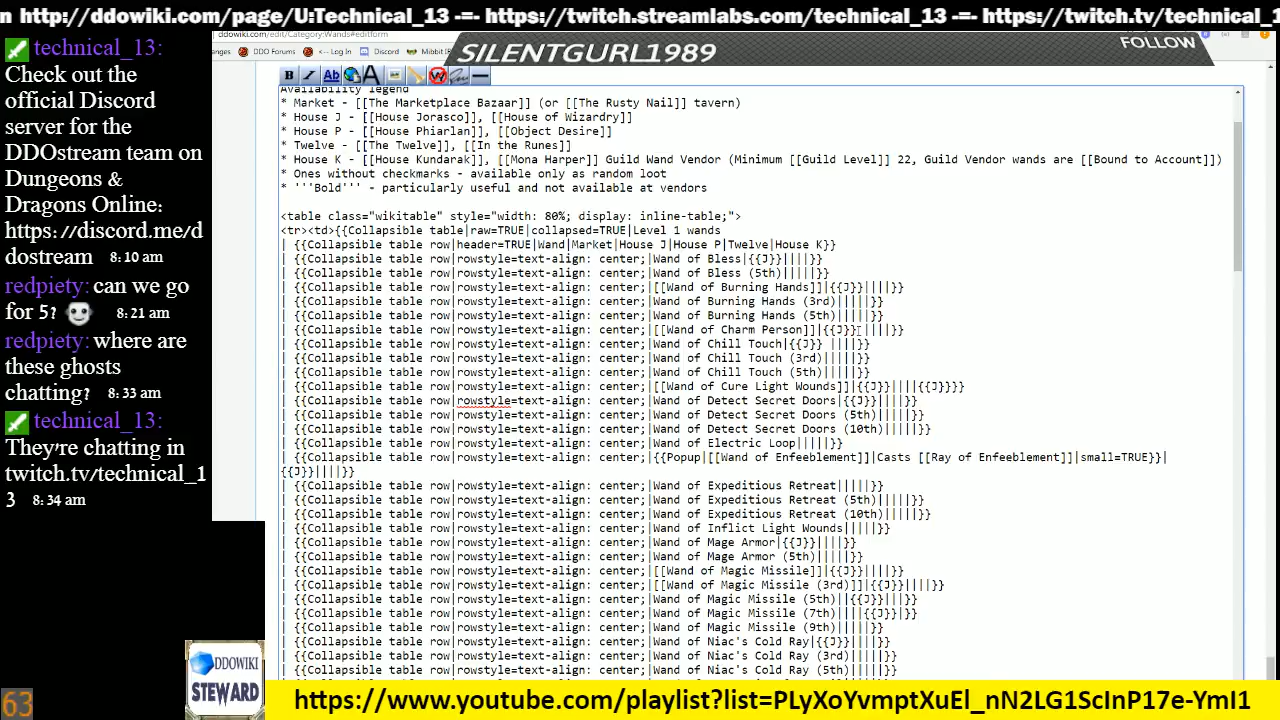 n http://ddowiki.com/page/U:Technical_13 -=- https://twitch.streamlabs.com/technical_13 -=- https://twitch.tv/technical_1
ddowiki.com/edit/Category:Wands#editform
nges DDO Forums <-- Log In Discord Mibbit IR
SILENTGURL1989
FOLLOW
technical_13:
Check out the
official Discord
server for the
DDOstream team on
Dungeons &
Dragons Online:
https://discord.me/d
dostream 8:10 am
redpiety: can we go
for 5? 8:21 am
redpiety: where are
these ghosts
chatting? 8:33 am
technical_13:
They're chatting in
twitch.tv/technical_1
3 8:34 am
B Ab A W
Availability legend
* Market - [[The Marketplace Bazaar]] (or [[The Rusty Nail]] tavern)
* House J - [[House Jorasco]], [[House of Wizardry]]
* House P - [[House Phiarlan]], [[Object Desire]]
* Twelve - [[The Twelve]], [[In the Runes]]
* House K - [[House Kundarak]], [[Mona Harper]] Guild Wand Vendor (Minimum [[Guild Level]] 22, Guild Vendor wands are [[Bound to Account]])
* Ones without checkmarks - available only as random loot
* '''Bold''' - particularly useful and not available at vendors
<table class="wikitable" style="width: 80%; display: inline-table;">
<tr><td>{{Collapsible table|raw=TRUE|collapsed=TRUE|Level 1 wands
| {{Collapsible table row|header=TRUE|Wand|Market|House J|House P|Twelve|House K}}
| {{Collapsible table row|rowstyle=text-align: center;|Wand of Bless|{{J}}||||}}
| {{Collapsible table row|rowstyle=text-align: center;|Wand of Bless (5th)|||||}}
| {{Collapsible table row|rowstyle=text-align: center;|[[Wand of Burning Hands]]|{{J}}||||}}
| {{Collapsible table row|rowstyle=text-align: center;|Wand of Burning Hands (3rd)|||||}}
| {{Collapsible table row|rowstyle=text-align: center;|Wand of Burning Hands (5th)|||||}}
| {{Collapsible table row|rowstyle=text-align: center;|[[Wand of Charm Person]]|{{J}}||||}}
| {{Collapsible table row|rowstyle=text-align: center;|Wand of Chill Touch|{{J}} ||||}}
| {{Collapsible table row|rowstyle=text-align: center;|Wand of Chill Touch (3rd)|||||}}
| {{Collapsible table row|rowstyle=text-align: center;|Wand of Chill Touch (5th)|||||}}
| {{Collapsible table row|rowstyle=text-align: center;|[[Wand of Cure Light Wounds]]|{{J}}||||{{J}}}}
| {{Collapsible table row|rowstyle=text-align: center;|Wand of Detect Secret Doors|{{J}}||||}}
| {{Collapsible table row|rowstyle=text-align: center;|Wand of Detect Secret Doors (5th)|||||}}
| {{Collapsible table row|rowstyle=text-align: center;|Wand of Detect Secret Doors (10th)|||||}}
| {{Collapsible table row|rowstyle=text-align: center;|Wand of Electric Loop|||||}}
| {{Collapsible table row|rowstyle=text-align: center;|{{Popup|[[Wand of Enfeeblement]]|Casts [[Ray of Enfeeblement]]|small=TRUE}}|
{{J}}||||}}
| {{Collapsible table row|rowstyle=text-align: center;|Wand of Expeditious Retreat|||||}}
| {{Collapsible table row|rowstyle=text-align: center;|Wand of Expeditious Retreat (5th)|||||}}
| {{Collapsible table row|rowstyle=text-align: center;|Wand of Expeditious Retreat (10th)|||||}}
| {{Collapsible table row|rowstyle=text-align: center;|Wand of Inflict Light Wounds|||||}}
| {{Collapsible table row|rowstyle=text-align: center;|Wand of Mage Armor|{{J}}||||}}
| {{Collapsible table row|rowstyle=text-align: center;|Wand of Mage Armor (5th)|||||}}
| {{Collapsible table row|rowstyle=text-align: center;|[[Wand of Magic Missile]]|{{J}}||||}}
| {{Collapsible table row|rowstyle=text-align: center;|[[Wand of Magic Missile (3rd)]]|{{J}}||||}}
| {{Collapsible table row|rowstyle=text-align: center;|Wand of Magic Missile (5th)||{{J}}|||}}
| {{Collapsible table row|rowstyle=text-align: center;|Wand of Magic Missile (7th)||||{{J}}|}}
| {{Collapsible table row|rowstyle=text-align: center;|Wand of Magic Missile (9th)|||||}}
| {{Collapsible table row|rowstyle=text-align: center;|Wand of Niac's Cold Ray|{{J}}||||}}
| {{Collapsible table row|rowstyle=text-align: center;|Wand of Niac's Cold Ray (3rd)|||||}}
| {{Collapsible table row|rowstyle=text-align: center;|Wand of Niac's Cold Ray (5th)|||||}}
DDOWIKI
STEWARD
63
https://www.youtube.com/playlist?list=PLyXoYvmptXuEl_nN2LG1ScInP17e-YmI1